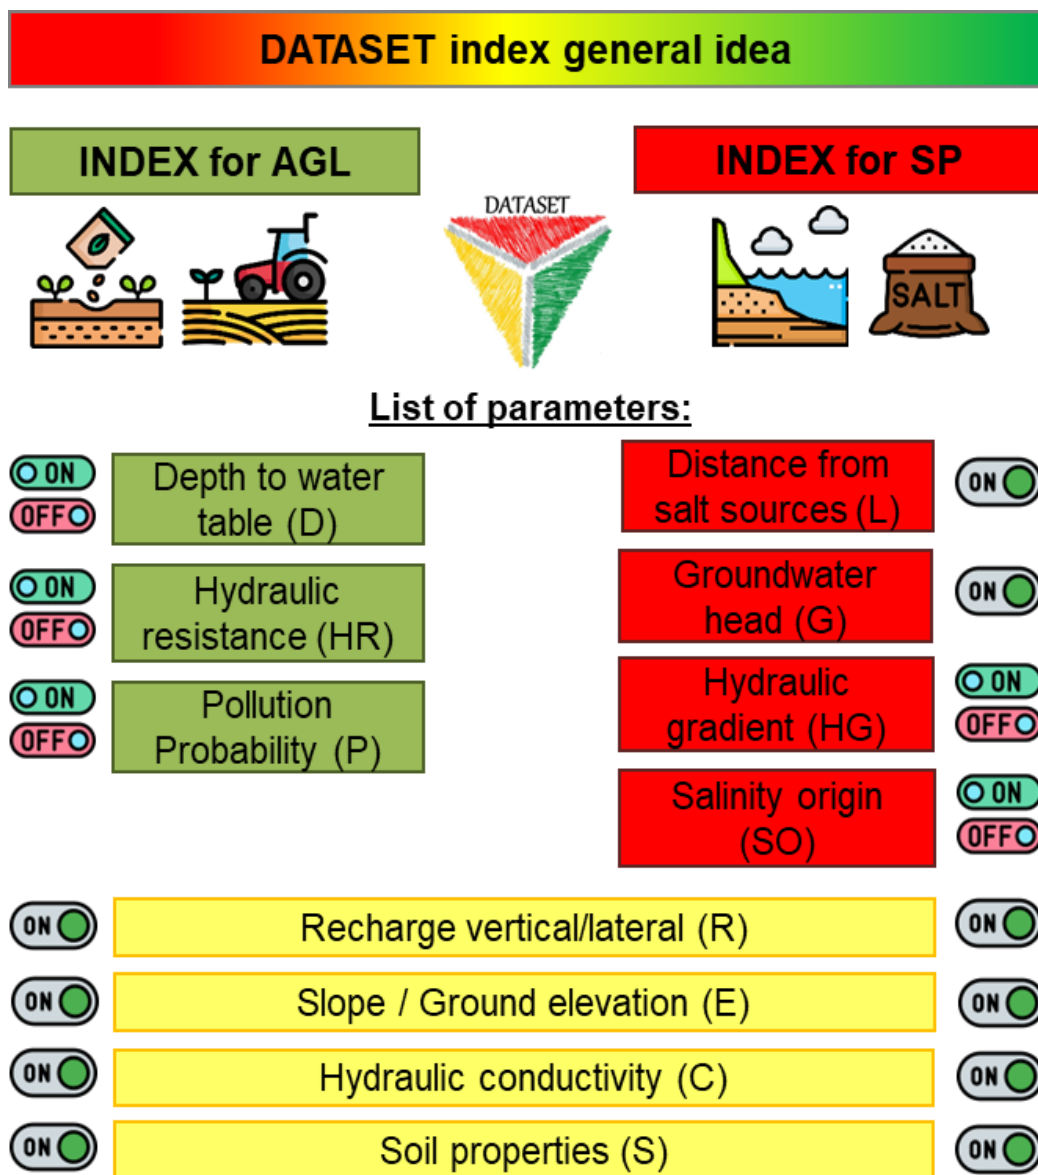 DATASET index general idea
INDEX for AGL
INDEX for SP
DATASET
SALT
List of parameters:
ON
OFF
Depth to water
table (D)
Distance from
salt sources (L)
ON
ON
OFF
Hydraulic
resistance (HR)
Groundwater
head (G)
ON
ON
OFF
Pollution
Probability (P)
Hydraulic
gradient (HG)
ON
OFF
Salinity origin
(SO)
ON
OFF
ON
Recharge vertical/lateral (R)
ON
ON
Slope / Ground elevation (E)
ON
ON
Hydraulic conductivity (C)
ON
ON
Soil properties (S)
ON